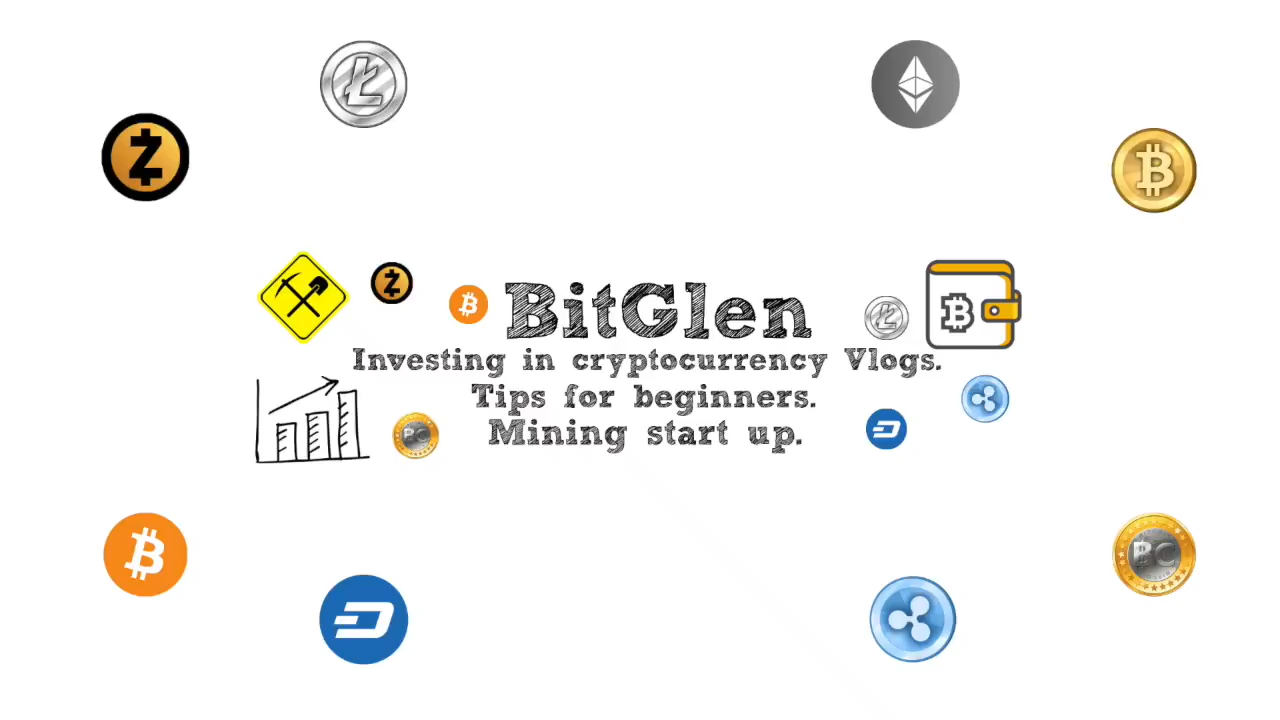 BitGlen
Investing in cryptocurrency Vlogs.
Tips for beginners.
Mining start up.